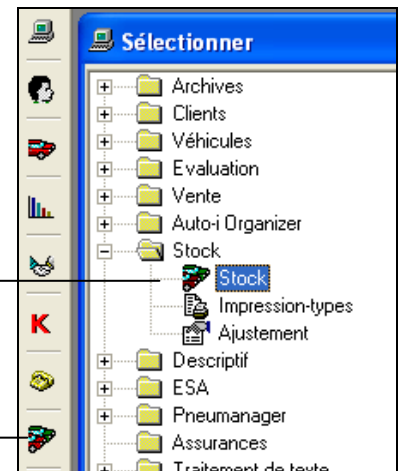 Sélectionner
Archives
Clients
Véhicules
Evaluation
Vente
Auto-i Organizer
Stock
Stock
Impression-types
K
Ajustement
Descriptif
ESA
Pneumanager
Assurances
Traitement de texte